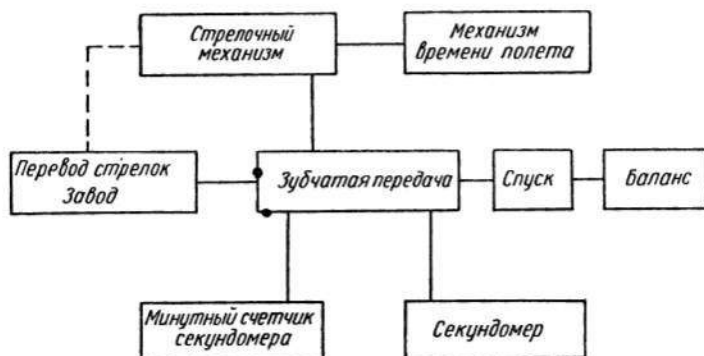 Стрелочный
механизм
Механизм
времени полета
Перевод стрелок
Завод
Зубчатая передача
Спуск
Баланс
Минутный счетчик
секундомера
Секундомер